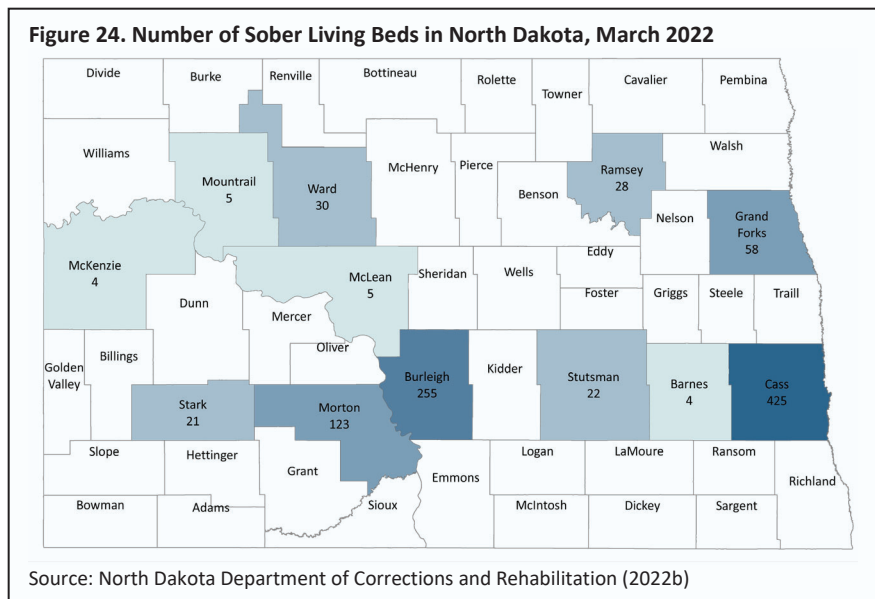 Figure 24. Number of Sober Living Beds in North Dakota, March 2022
Divide
Burke
Renville
Bottineau
Rolette
Towner
Cavalier
Pembina
Williams
Mountrail
5
Ward
30
McHenry
Pierce
Benson
Ramsey
28
Walsh
Nelson
Grand
Forks
58
McKenzie
4
Dunn
McLean
5
Mercer
Oliver
Sheridan
Wells
Eddy
Foster
Griggs
Steele
Traill
Golden
Valley
Billings
Stark
21
Morton
123
Burleigh
255
Kidder
Stutsman
22
Barnes
4
Cass
425
Slope
Hettinger
Grant
Sioux
Emmons
Logan
LaMoure
Ransom
Richland
Bowman
Adams
McIntosh
Dickey
Sargent
Source: North Dakota Department of Corrections and Rehabilitation (2022b)